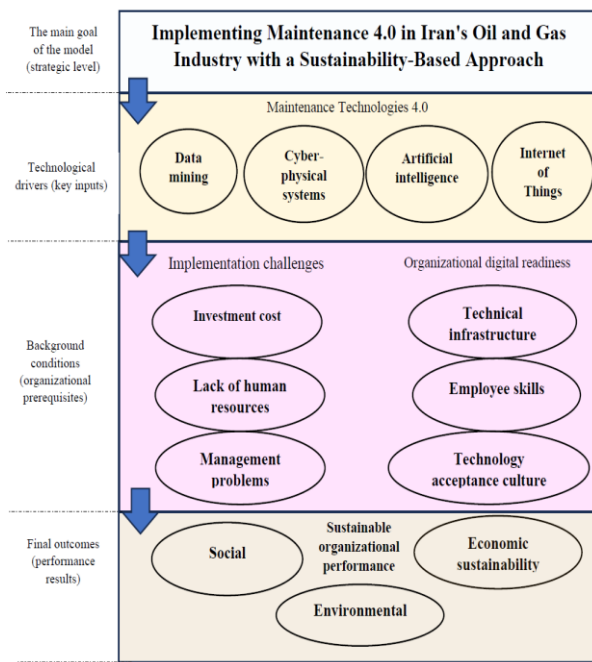 The main goal
of the model
(strategic level)
Implementing Maintenance 4.0 in Iran's Oil and Gas
Industry with a Sustainability-Based Approach
Technological
drivers (key inputs)
Maintenance Technologies 4.0
Data
mining
Cyber-
physical
systems
Artificial
intelligence
Internet
of
Things
Background
conditions
(organizational
prerequisites)
Implementation challenges
Investment cost
Lack of human
resources
Management
problems
Organizational digital readiness
Technical
infrastructure
Employee skills
Technology
acceptance culture
Final outcomes
(performance
results)
Social
Sustainable
organizational
performance
Economic
sustainability
Environmental